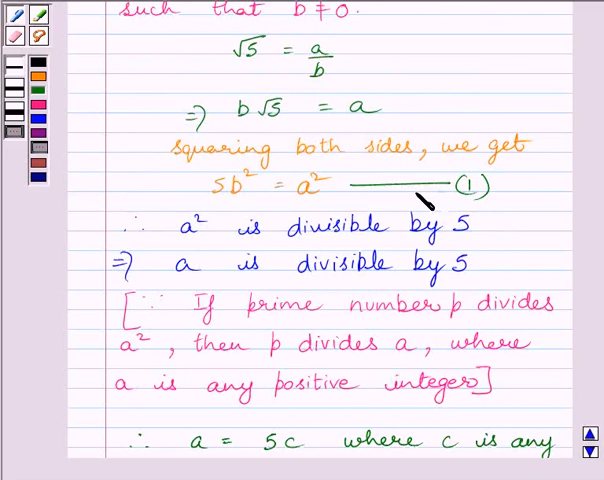 such that b ≠ 0.
√5 = a/b
⇒ b√5 = a
squaring both sides, we get
5b² = a² ——— (1)
∴ a² is divisible by 5
⇒ a is divisible by 5
[∵ If prime number p divides
a², then p divides a, where
a is any positive integer]
∴ a = 5c where c is any